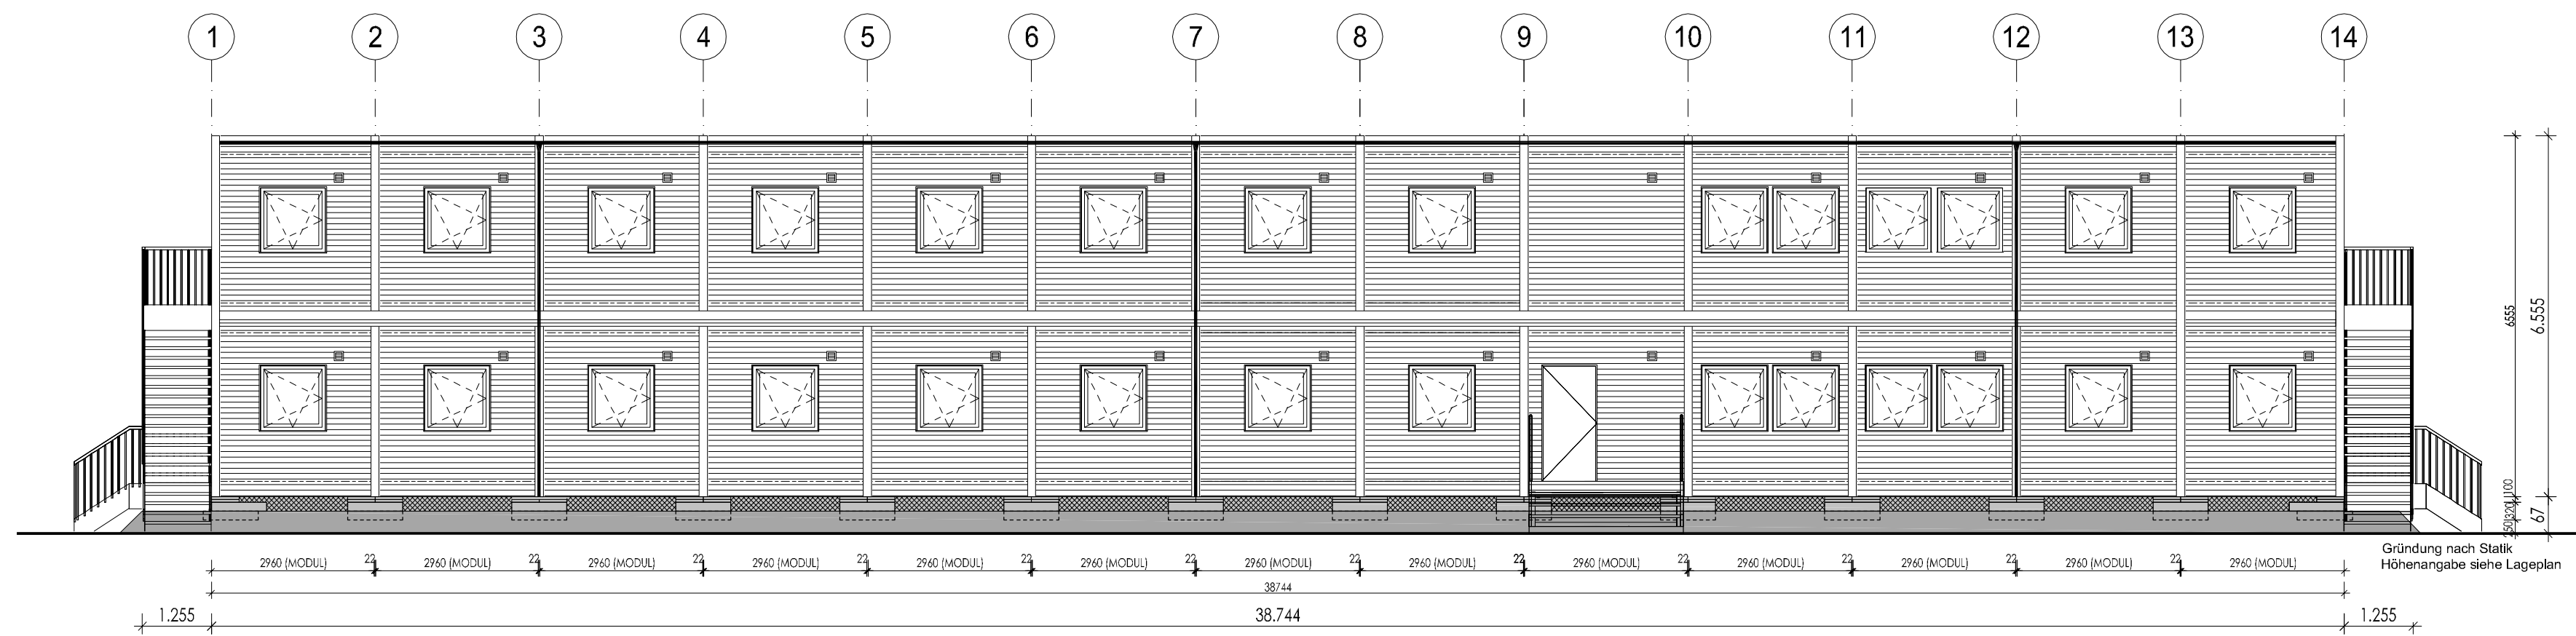 1 2 3 4 5 6 7 8 9 10 11 12 13 14
6555
6.555
100
320
67
Gründung nach Statik
Höhenangabe siehe Lageplan
2960 (MODUL) 22 2960 (MODUL) 22 2960 (MODUL) 22 2960 (MODUL) 22 2960 (MODUL) 22 2960 (MODUL) 22 2960 (MODUL) 22 2960 (MODUL) 22 2960 (MODUL) 22 2960 (MODUL) 22 2960 (MODUL) 22 2960 (MODUL) 22 2960 (MODUL)
38744
1.255 38.744 1.255